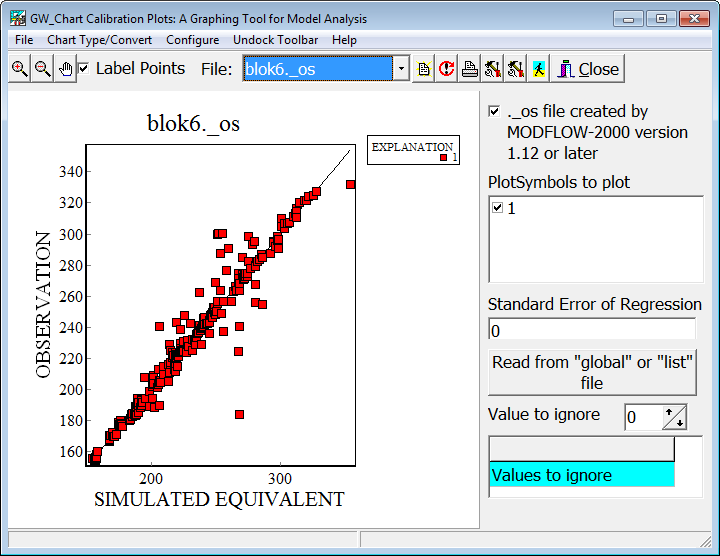 GW_Chart Calibration Plots: A Graphing Tool for Model Analysis
File Chart Type/Convert Configure Undock Toolbar Help
Label Points File: blok6._os Close
blok6._os
EXPLANATION
1
340
320
300
280
260
240
220
200
180
160
OBSERVATION
200 300
SIMULATED EQUIVALENT
._os file created by
MODFLOW-2000 version
1.12 or later
PlotSymbols to plot
1
Standard Error of Regression
0
Read from "global" or "list"
file
Value to ignore 0
Values to ignore